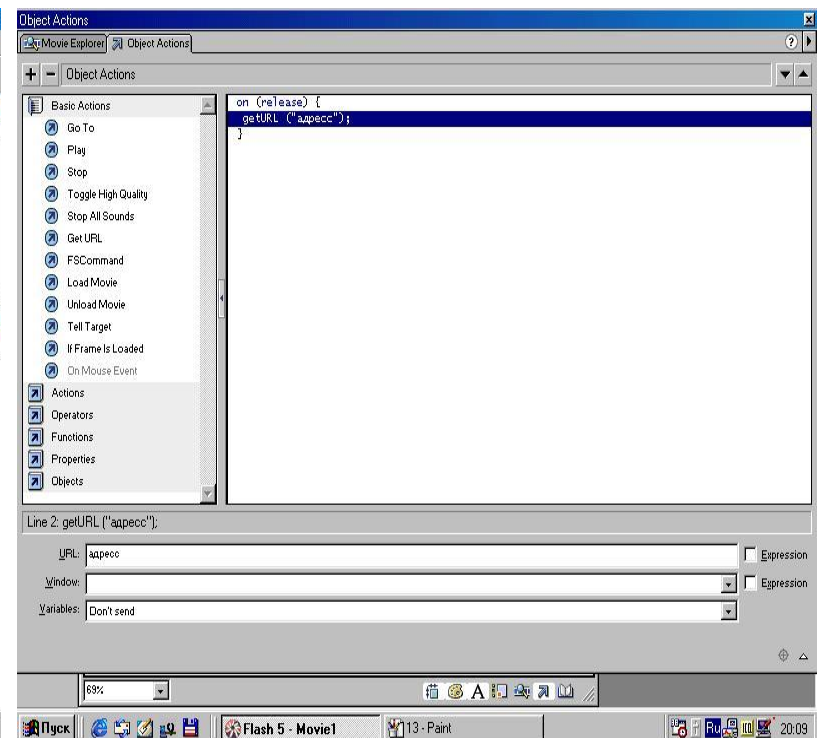 Object Actions
Movie Explorer Object Actions
+ - Object Actions
Basic Actions
Go To
Play
Stop
Toggle High Quality
Stop All Sounds
Get URL
FSCommand
Load Movie
Unload Movie
Tell Target
If Frame Is Loaded
On Mouse Event
Actions
Operators
Functions
Properties
Objects
on (release) {
getURL ("адресс");
}
Line 2: getURL ("адресс");
URL: адресс Expression
Window: Expression
Variables: Don't send
69%
Пуск Flash 5 - Movie1 13 - Paint Ru 20:09